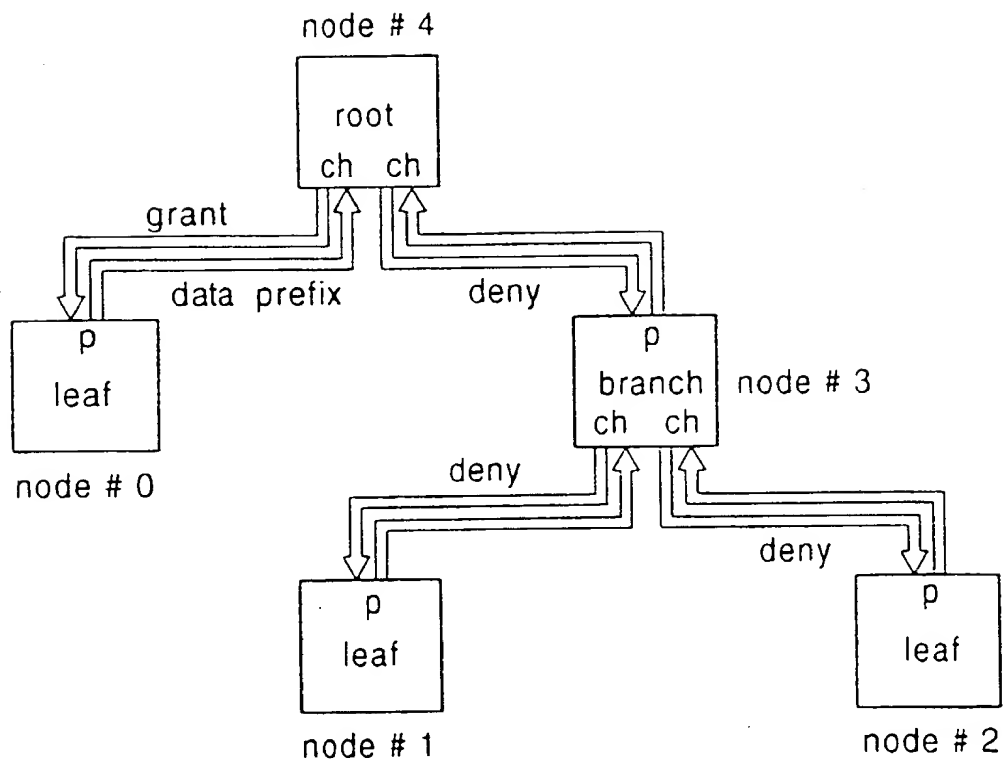 node # 4
root
ch ch
grant
data prefix
deny
p
leaf
node # 0
p
branch
ch ch
node # 3
deny
deny
p
leaf
node # 1
p
leaf
node # 2